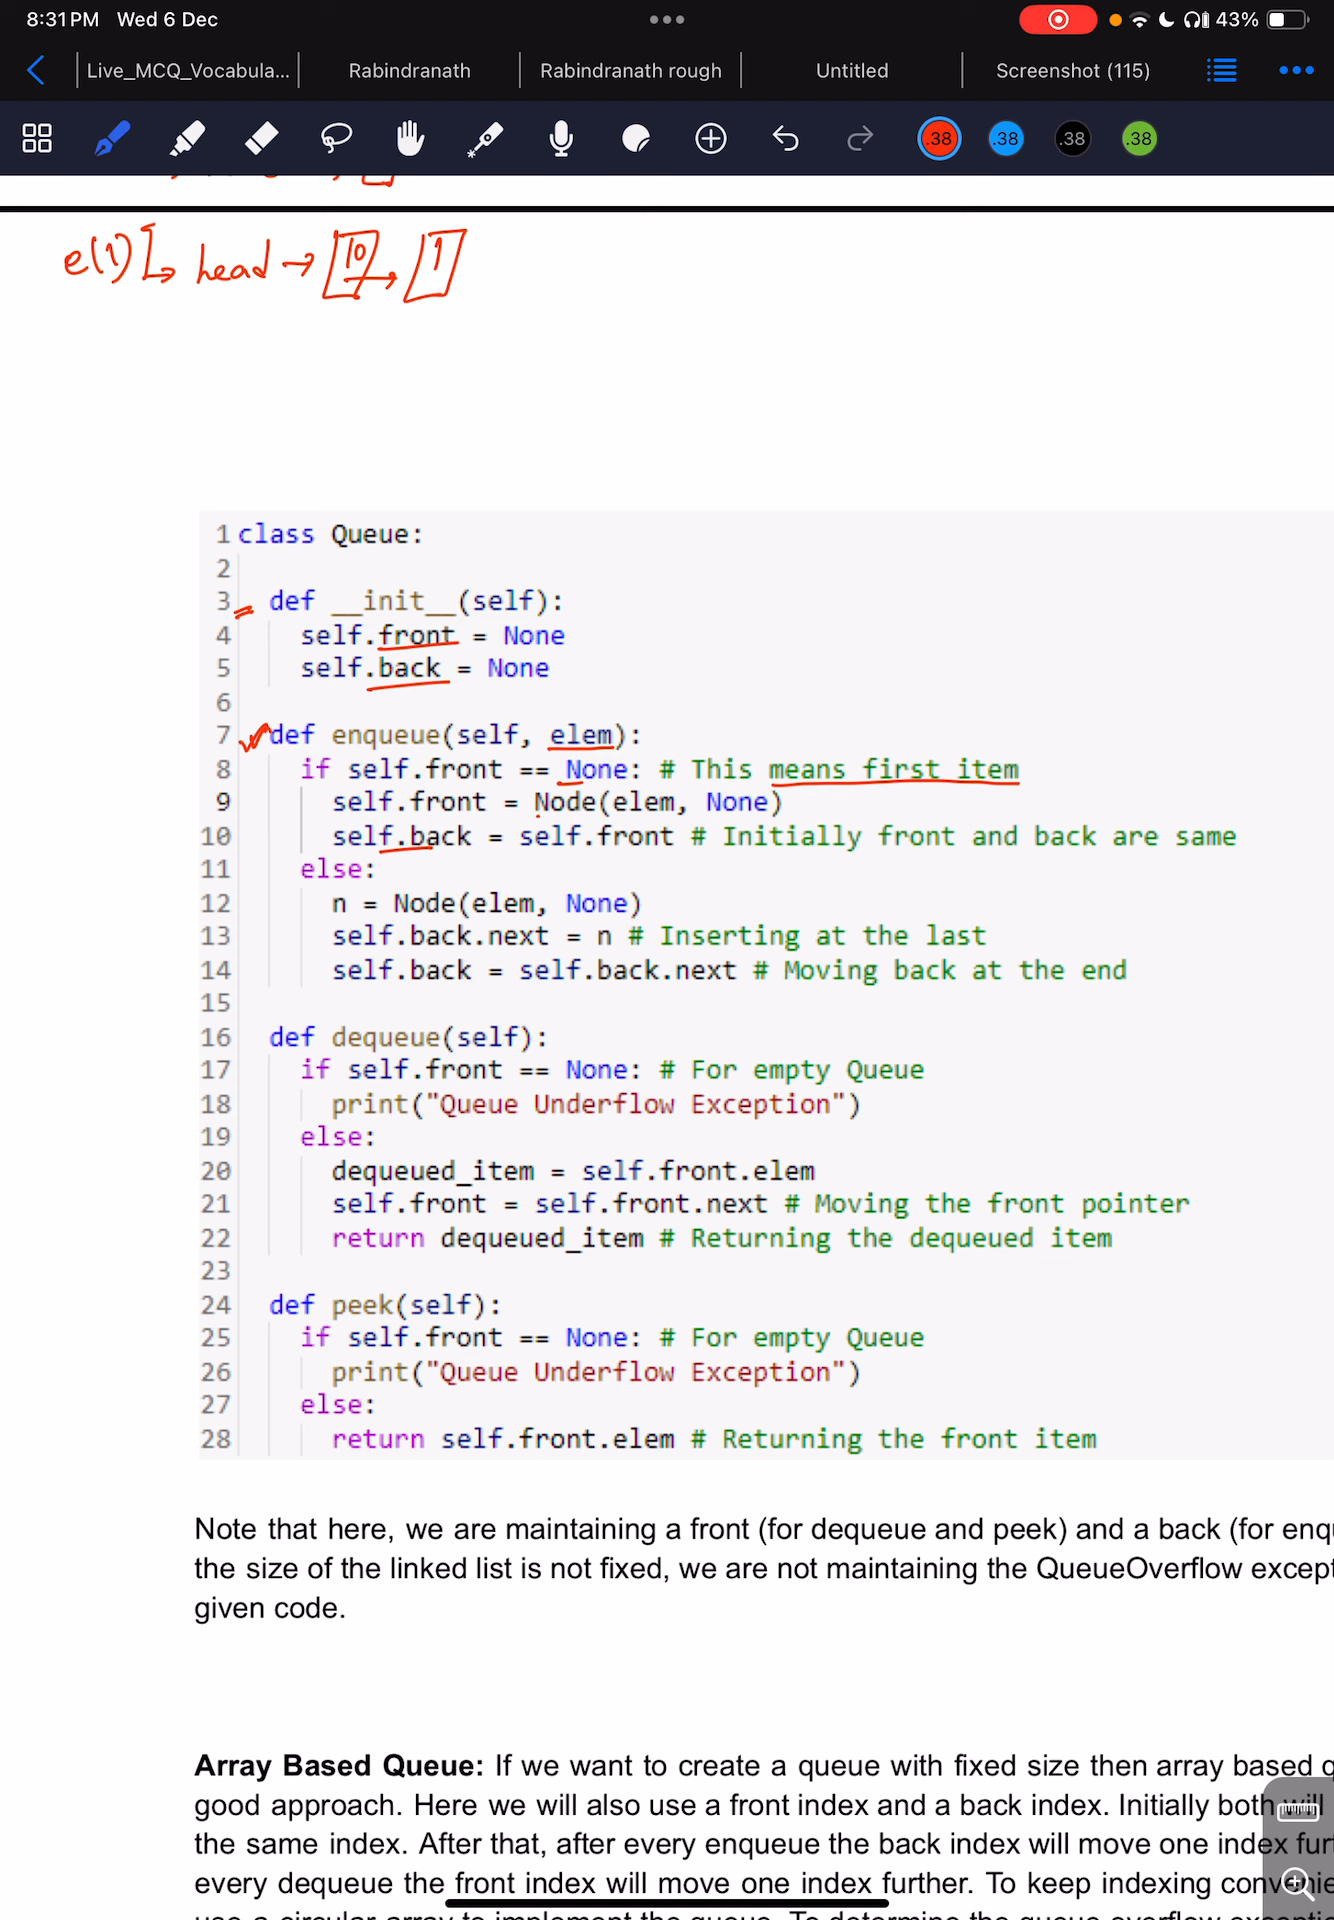 8:31 PM Wed 6 Dec
43%
Live_MCQ_Vocabula... Rabindranath Rabindranath rough Untitled Screenshot (115)
.38 .38 .38 .38
e(1) head → 10 → 1
1 class Queue:
2
3 def __init__(self):
4 self.front = None
5 self.back = None
6
7 def enqueue(self, elem):
8 if self.front == None: # This means first item
9 self.front = Node(elem, None)
10 self.back = self.front # Initially front and back are same
11 else:
12 n = Node(elem, None)
13 self.back.next = n # Inserting at the last
14 self.back = self.back.next # Moving back at the end
15
16 def dequeue(self):
17 if self.front == None: # For empty Queue
18 print("Queue Underflow Exception")
19 else:
20 dequeued_item = self.front.elem
21 self.front = self.front.next # Moving the front pointer
22 return dequeued_item # Returning the dequeued item
23
24 def peek(self):
25 if self.front == None: # For empty Queue
26 print("Queue Underflow Exception")
27 else:
28 return self.front.elem # Returning the front item
Note that here, we are maintaining a front (for dequeue and peek) and a back (for enq
the size of the linked list is not fixed, we are not maintaining the QueueOverflow except
given code.
Array Based Queue: If we want to create a queue with fixed size then array based
good approach. Here we will also use a front index and a back index. Initially both will
the same index. After that, after every enqueue the back index will move one index fur
every dequeue the front index will move one index further. To keep indexing
use a circular array to implement the queue. To determine the queue overflow